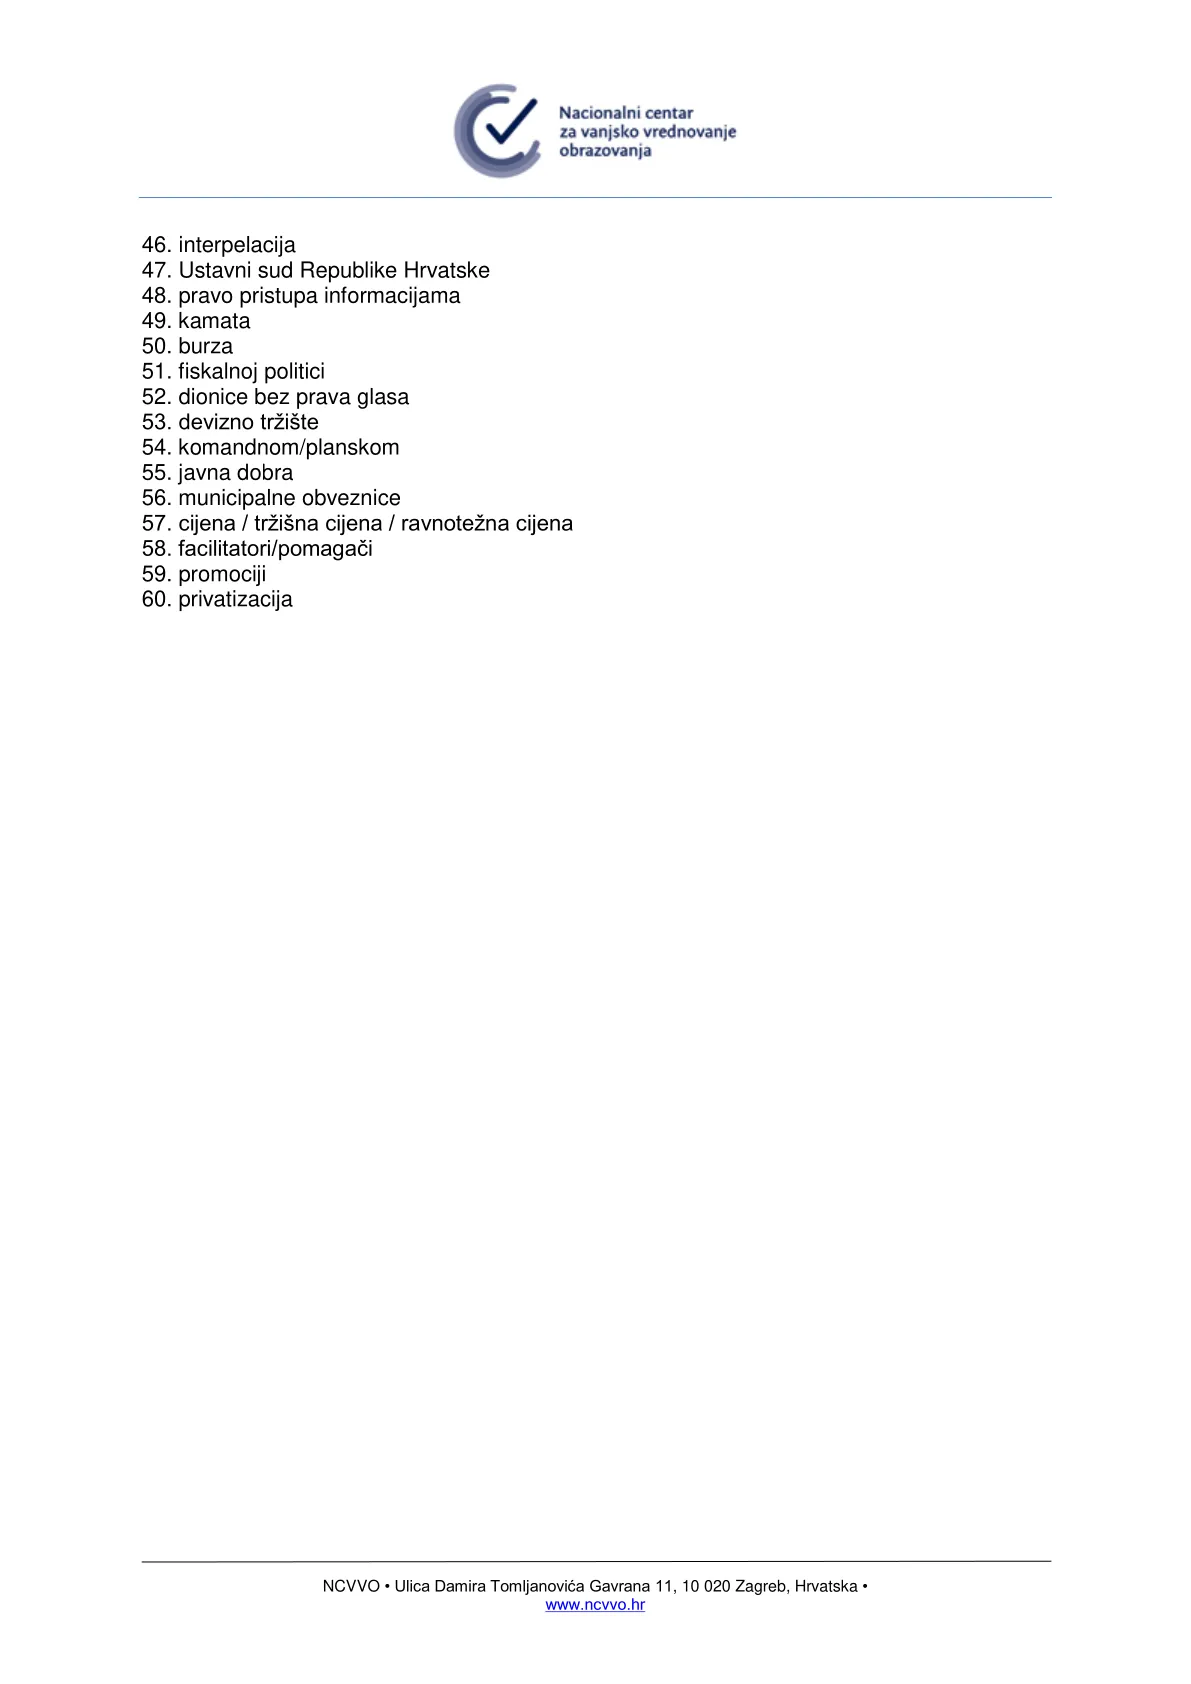 Nacionalni centar
za vanjsko vrednovanje
obrazovanja
46. interpelacija
47. Ustavni sud Republike Hrvatske
48. pravo pristupa informacijama
49. kamata
50. burza
51. fiskalnoj politici
52. dionice bez prava glasa
53. devizno tržište
54. komandnom/planskom
55. javna dobra
56. municipalne obveznice
57. cijena / tržišna cijena / ravnotežna cijena
58. facilitatori/pomagači
59. promociji
60. privatizacija
NCVVO • Ulica Damira Tomljanovića Gavrana 11, 10 020 Zagreb, Hrvatska •
www.ncvvo.hr